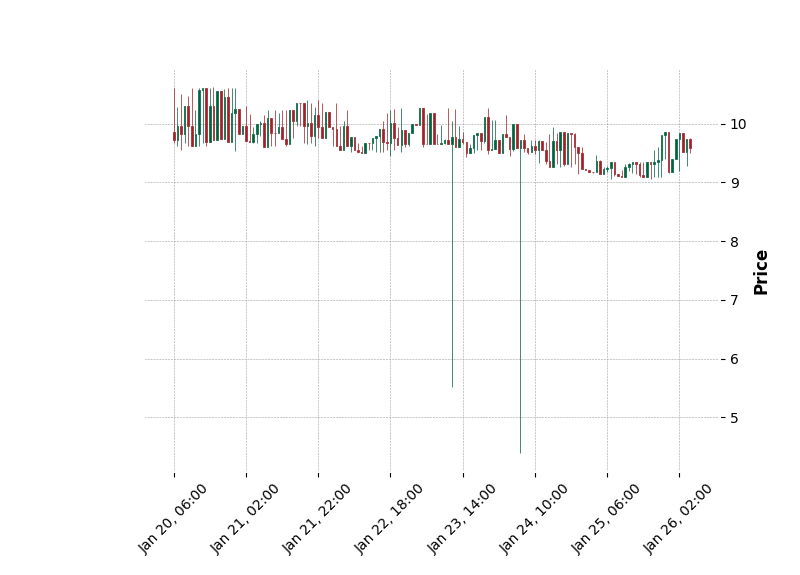 10
9
8
7
6
5
Price
Jan 20, 06:00
Jan 21, 02:00
Jan 21, 22:00
Jan 22, 18:00
Jan 23, 14:00
Jan 24, 10:00
Jan 25, 06:00
Jan 26, 02:00